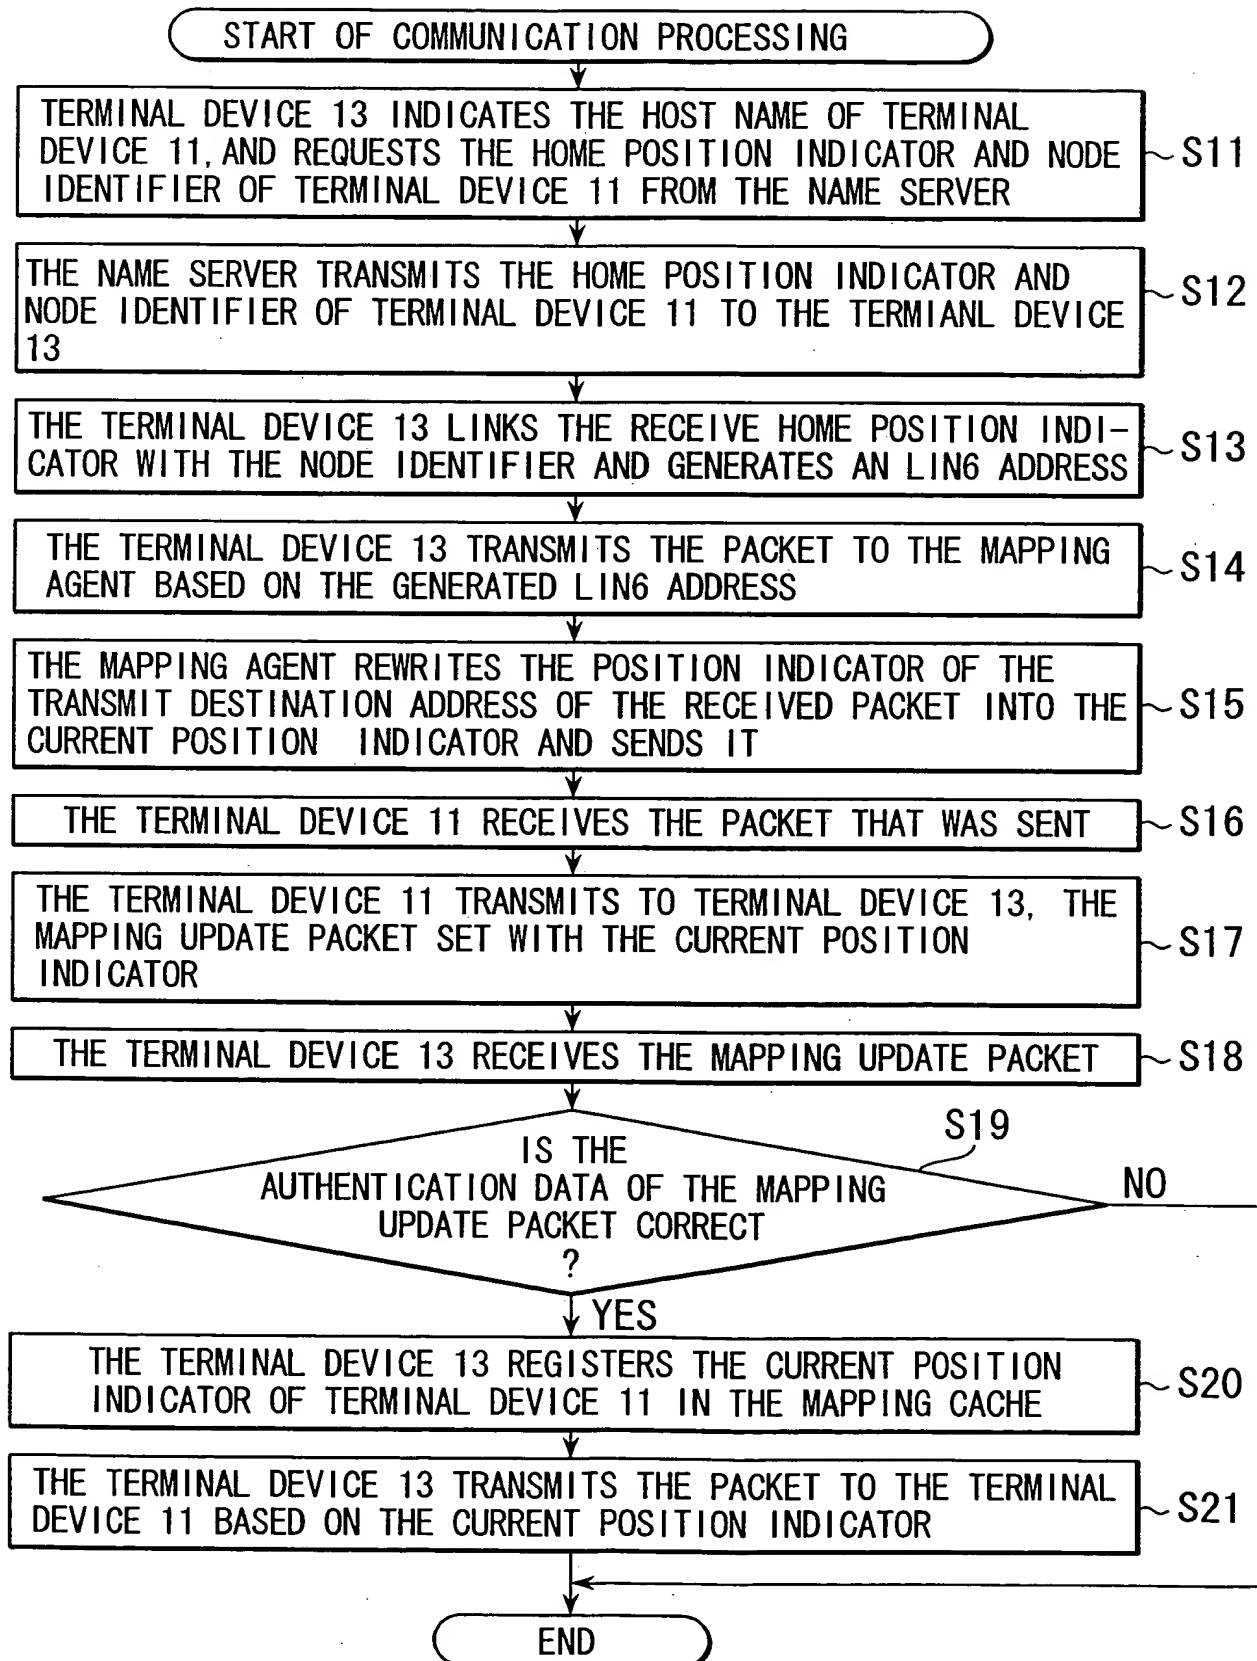 START OF COMMUNICATION PROCESSING
TERMINAL DEVICE 13 INDICATES THE HOST NAME OF TERMINAL
DEVICE 11, AND REQUESTS THE HOME POSITION INDICATOR AND NODE
IDENTIFIER OF TERMINAL DEVICE 11 FROM THE NAME SERVER
S11
THE NAME SERVER TRANSMITS THE HOME POSITION INDICATOR AND
NODE IDENTIFIER OF TERMINAL DEVICE 11 TO THE TERMIANL DEVICE
13
S12
THE TERMINAL DEVICE 13 LINKS THE RECEIVE HOME POSITION INDI-
CATOR WITH THE NODE IDENTIFIER AND GENERATES AN LIN6 ADDRESS
S13
THE TERMINAL DEVICE 13 TRANSMITS THE PACKET TO THE MAPPING
AGENT BASED ON THE GENERATED LIN6 ADDRESS
S14
THE MAPPING AGENT REWRITES THE POSITION INDICATOR OF THE
TRANSMIT DESTINATION ADDRESS OF THE RECEIVED PACKET INTO THE
CURRENT POSITION INDICATOR AND SENDS IT
S15
THE TERMINAL DEVICE 11 RECEIVES THE PACKET THAT WAS SENT
S16
THE TERMINAL DEVICE 11 TRANSMITS TO TERMINAL DEVICE 13, THE
MAPPING UPDATE PACKET SET WITH THE CURRENT POSITION
INDICATOR
S17
THE TERMINAL DEVICE 13 RECEIVES THE MAPPING UPDATE PACKET
S18
S19
IS THE
AUTHENTICATION DATA OF THE MAPPING
UPDATE PACKET CORRECT
?
NO
YES
THE TERMINAL DEVICE 13 REGISTERS THE CURRENT POSITION
INDICATOR OF TERMINAL DEVICE 11 IN THE MAPPING CACHE
S20
THE TERMINAL DEVICE 13 TRANSMITS THE PACKET TO THE TERMINAL
DEVICE 11 BASED ON THE CURRENT POSITION INDICATOR
S21
END